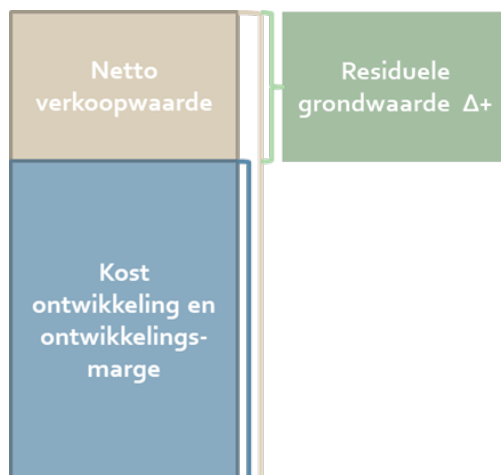 Netto
verkoopwaarde
Residuele
grondwaarde Δ+
Kost
ontwikkeling en
ontwikkelings-
marge